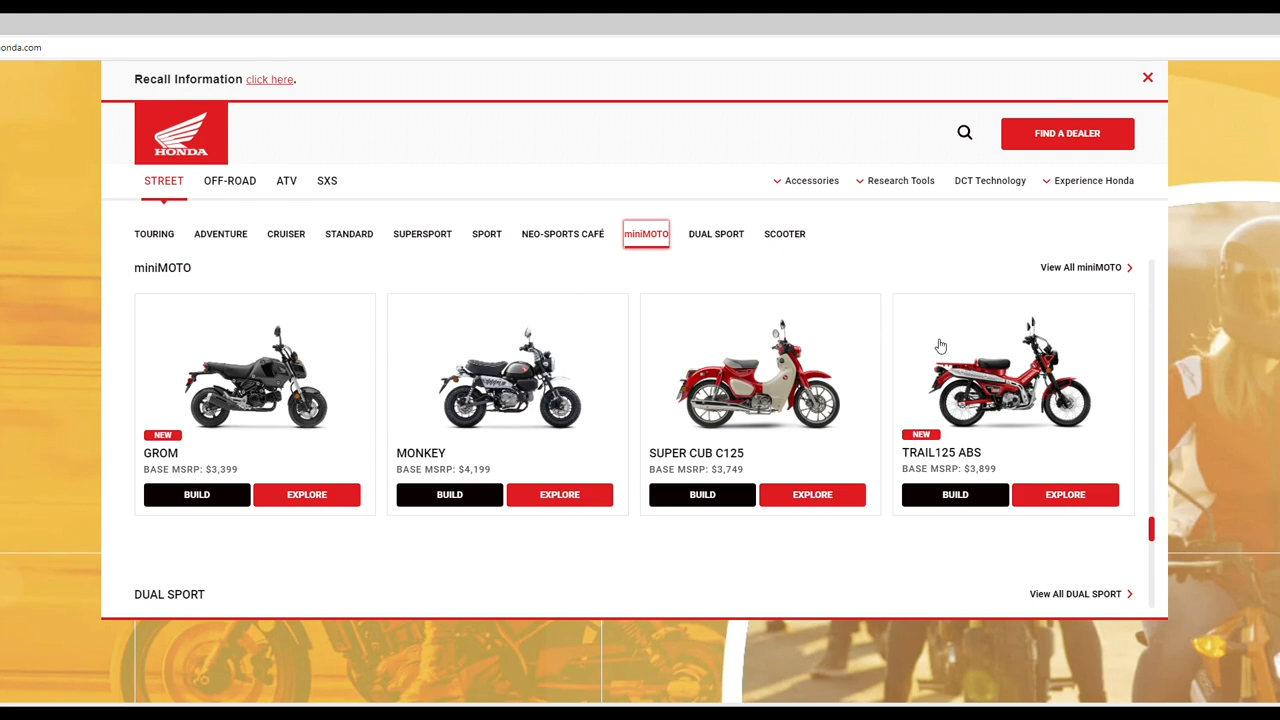 onda.com
Recall Information click here.
HONDA
FIND A DEALER
STREET OFF-ROAD ATV SXS Accessories Research Tools DCT Technology Experience Honda
TOURING ADVENTURE CRUISER STANDARD SUPERSPORT SPORT NEO-SPORTS CAFÉ miniMOTO DUAL SPORT SCOOTER
miniMOTO View All miniMOTO
NEW
GROM
BASE MSRP: $3,399
BUILD EXPLORE
MONKEY
BASE MSRP: $4,199
BUILD EXPLORE
SUPER CUB C125
BASE MSRP: $3,749
BUILD EXPLORE
NEW
TRAIL125 ABS
BASE MSRP: $3,899
BUILD EXPLORE
DUAL SPORT View All DUAL SPORT